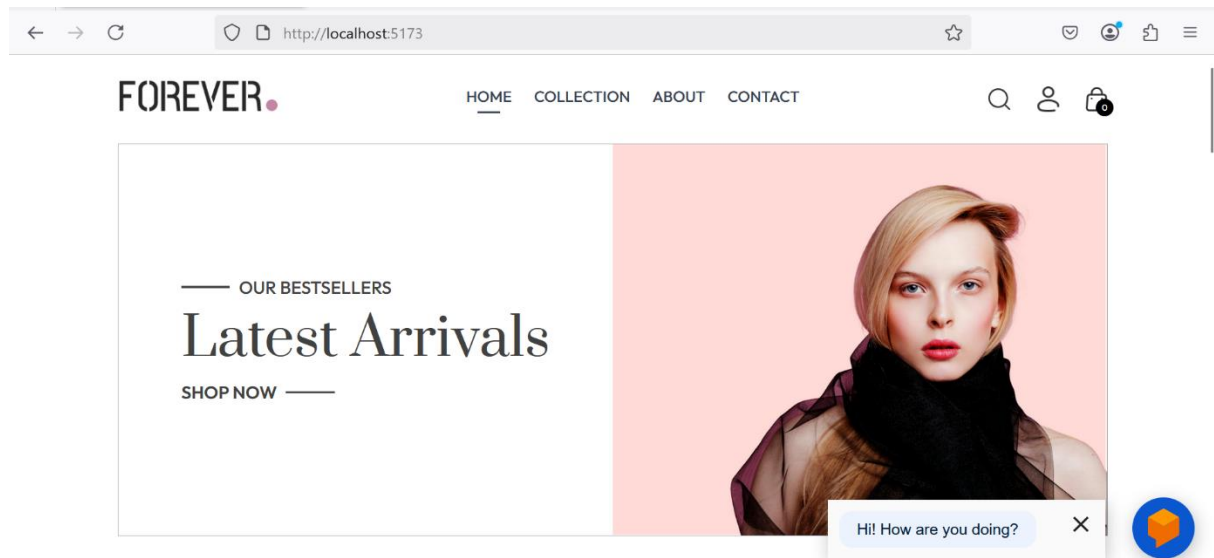 http://localhost:5173
FOREVER.
HOME COLLECTION ABOUT CONTACT
0
OUR BESTSELLERS
Latest Arrivals
SHOP NOW
Hi! How are you doing?